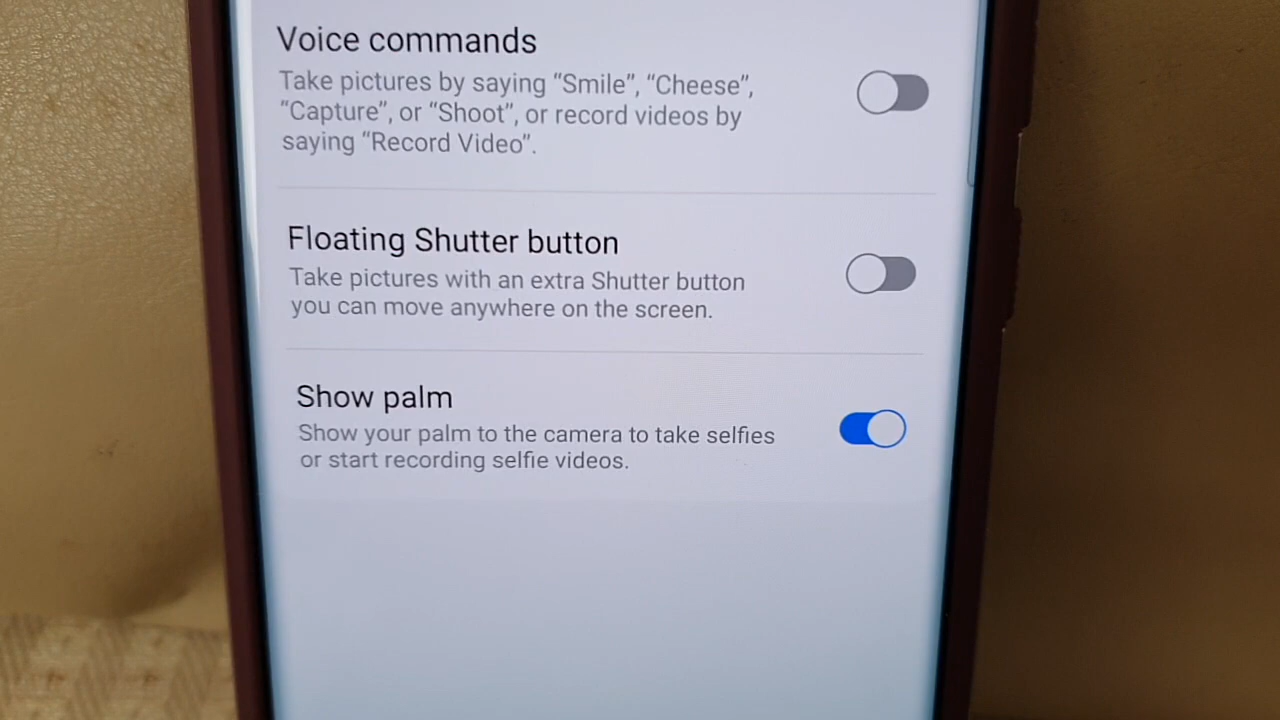 Voice commands
Take pictures by saying “Smile”, “Cheese”,
“Capture”, or “Shoot”, or record videos by
saying “Record Video”.
Floating Shutter button
Take pictures with an extra Shutter button
you can move anywhere on the screen.
Show palm
Show your palm to the camera to take selfies
or start recording selfie videos.